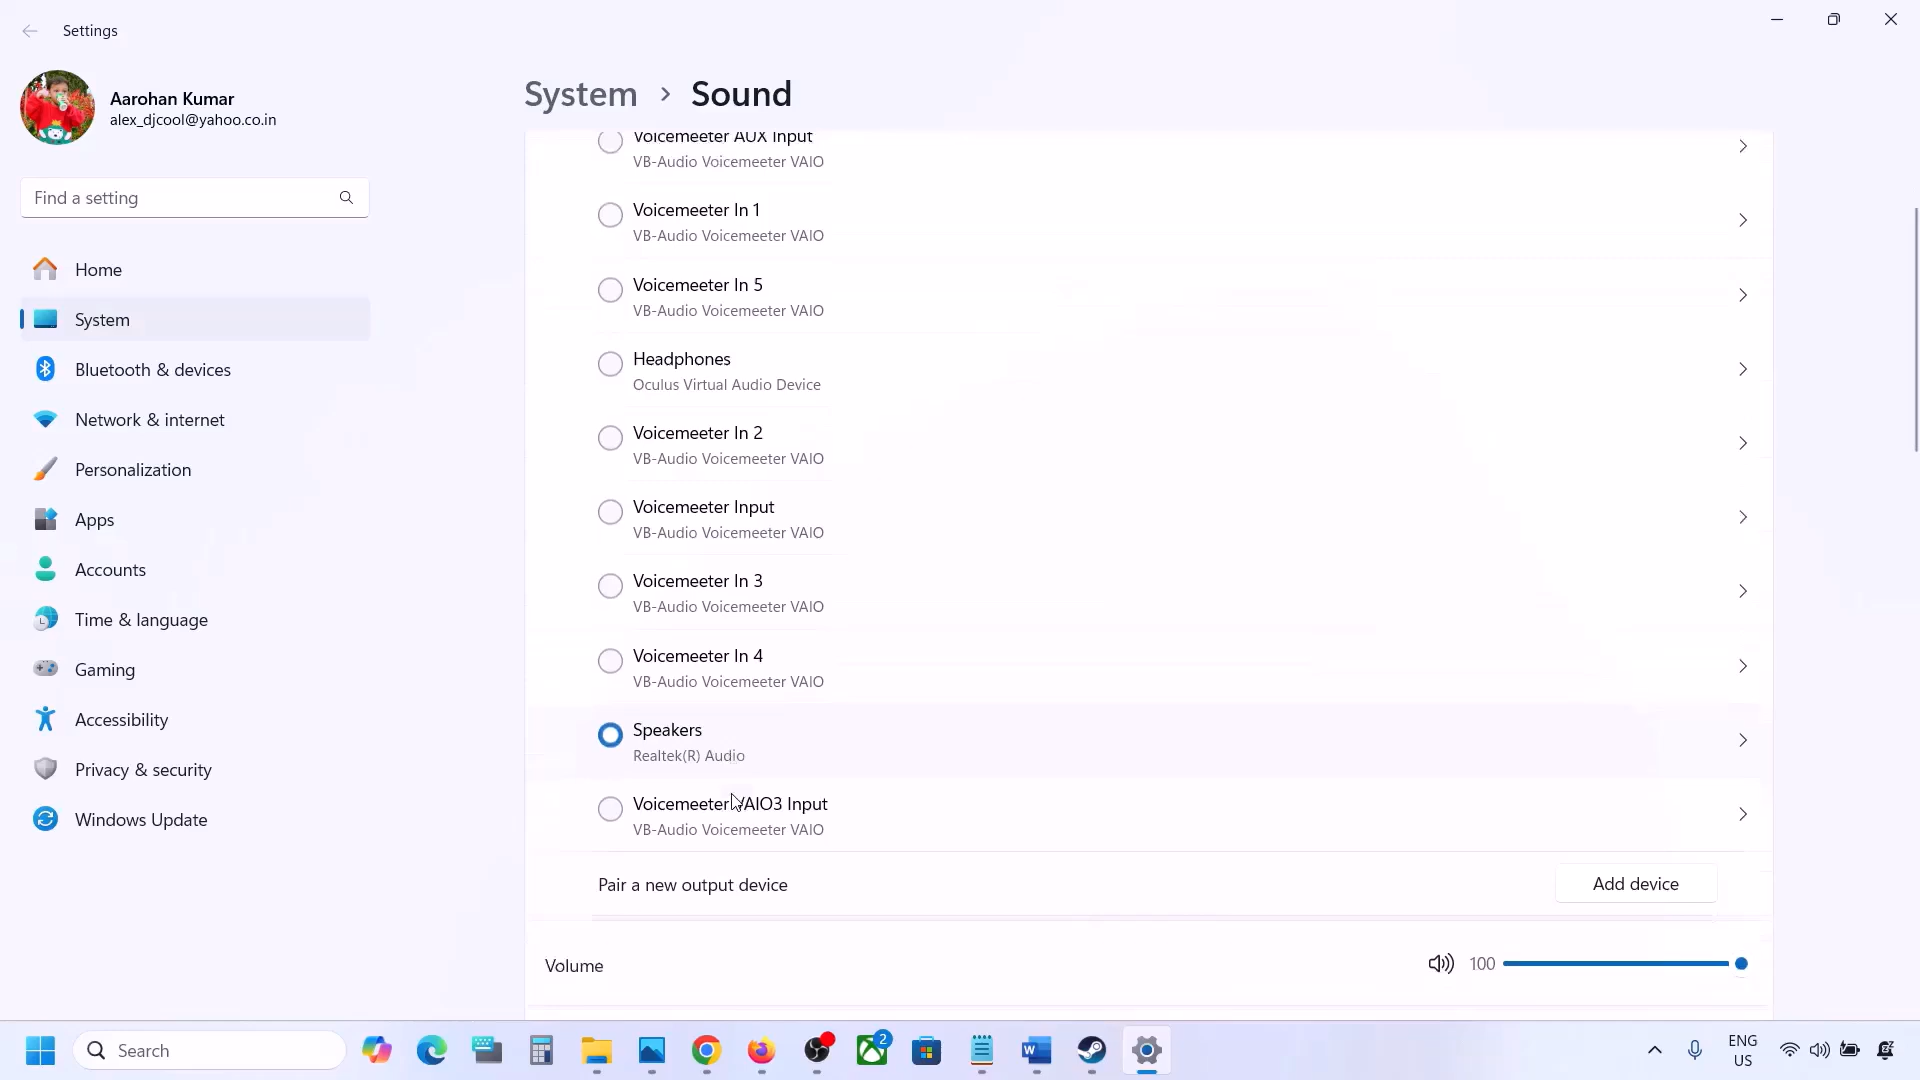 Settings
Aarohan Kumar
alex_djcool@yahoo.co.in
Find a setting
Home
System
Bluetooth & devices
Network & internet
Personalization
Apps
Accounts
Time & language
Gaming
Accessibility
Privacy & security
Windows Update
System > Sound
Voicemeeter AUX Input
VB-Audio Voicemeeter VAIO
Voicemeeter In 1
VB-Audio Voicemeeter VAIO
Voicemeeter In 5
VB-Audio Voicemeeter VAIO
Headphones
Oculus Virtual Audio Device
Voicemeeter In 2
VB-Audio Voicemeeter VAIO
Voicemeeter Input
VB-Audio Voicemeeter VAIO
Voicemeeter In 3
VB-Audio Voicemeeter VAIO
Voicemeeter In 4
VB-Audio Voicemeeter VAIO
Speakers
Realtek(R) Audio
Voicemeeter VAIO3 Input
VB-Audio Voicemeeter VAIO
Pair a new output device
Add device
Volume
100
Search
2
ENG
US